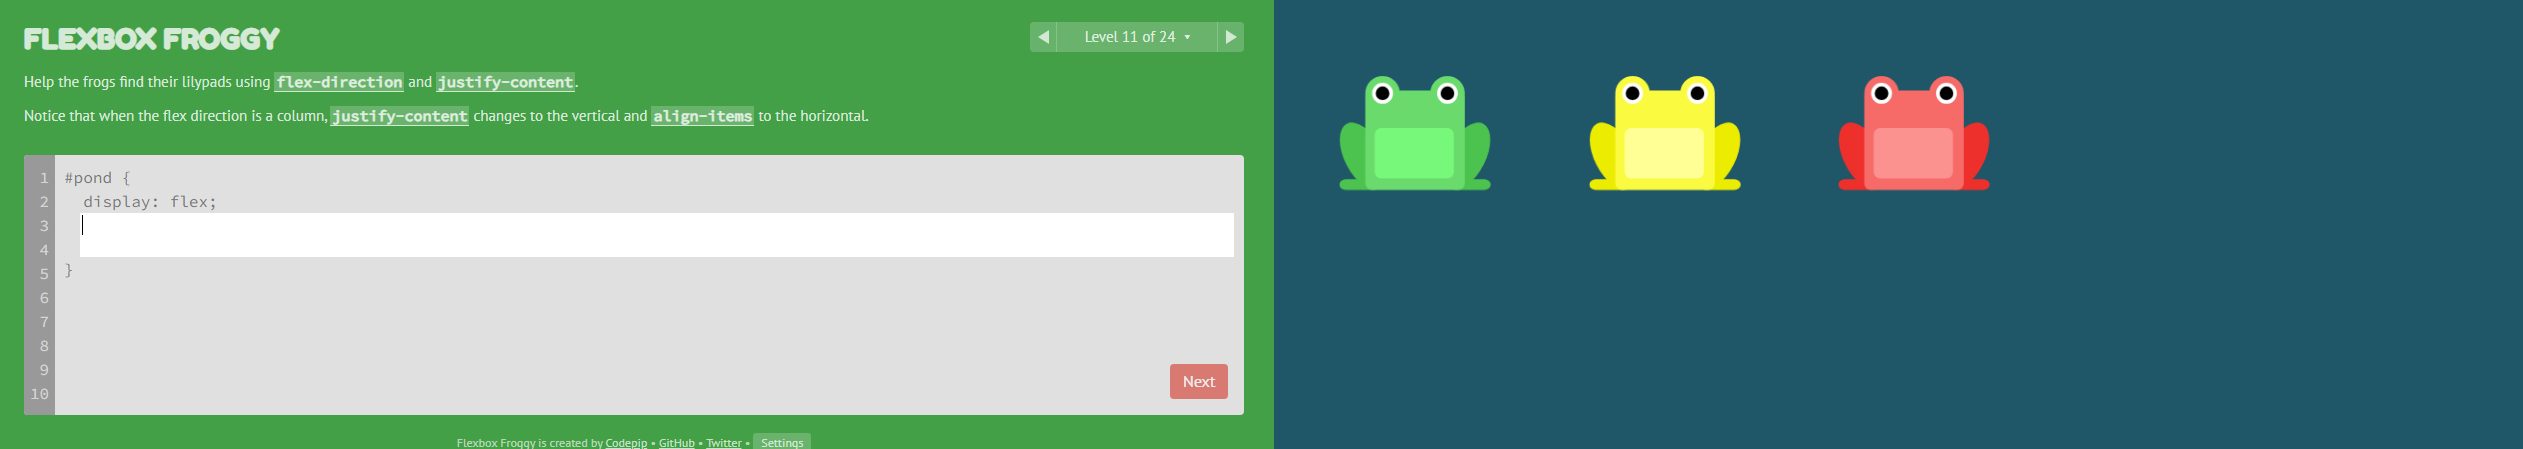 FLEXBOX FROGGY
Level 11 of 24
Help the frogs find their lilypads using flex-direction and justify-content.
Notice that when the flex direction is a column, justify-content changes to the vertical and align-items to the horizontal.
1 #pond {
2 display: flex;
3
4
5 }
6
7
8
9
10
Next
Flexbox Froggy is created by Codepip • GitHub • Twitter • Settings